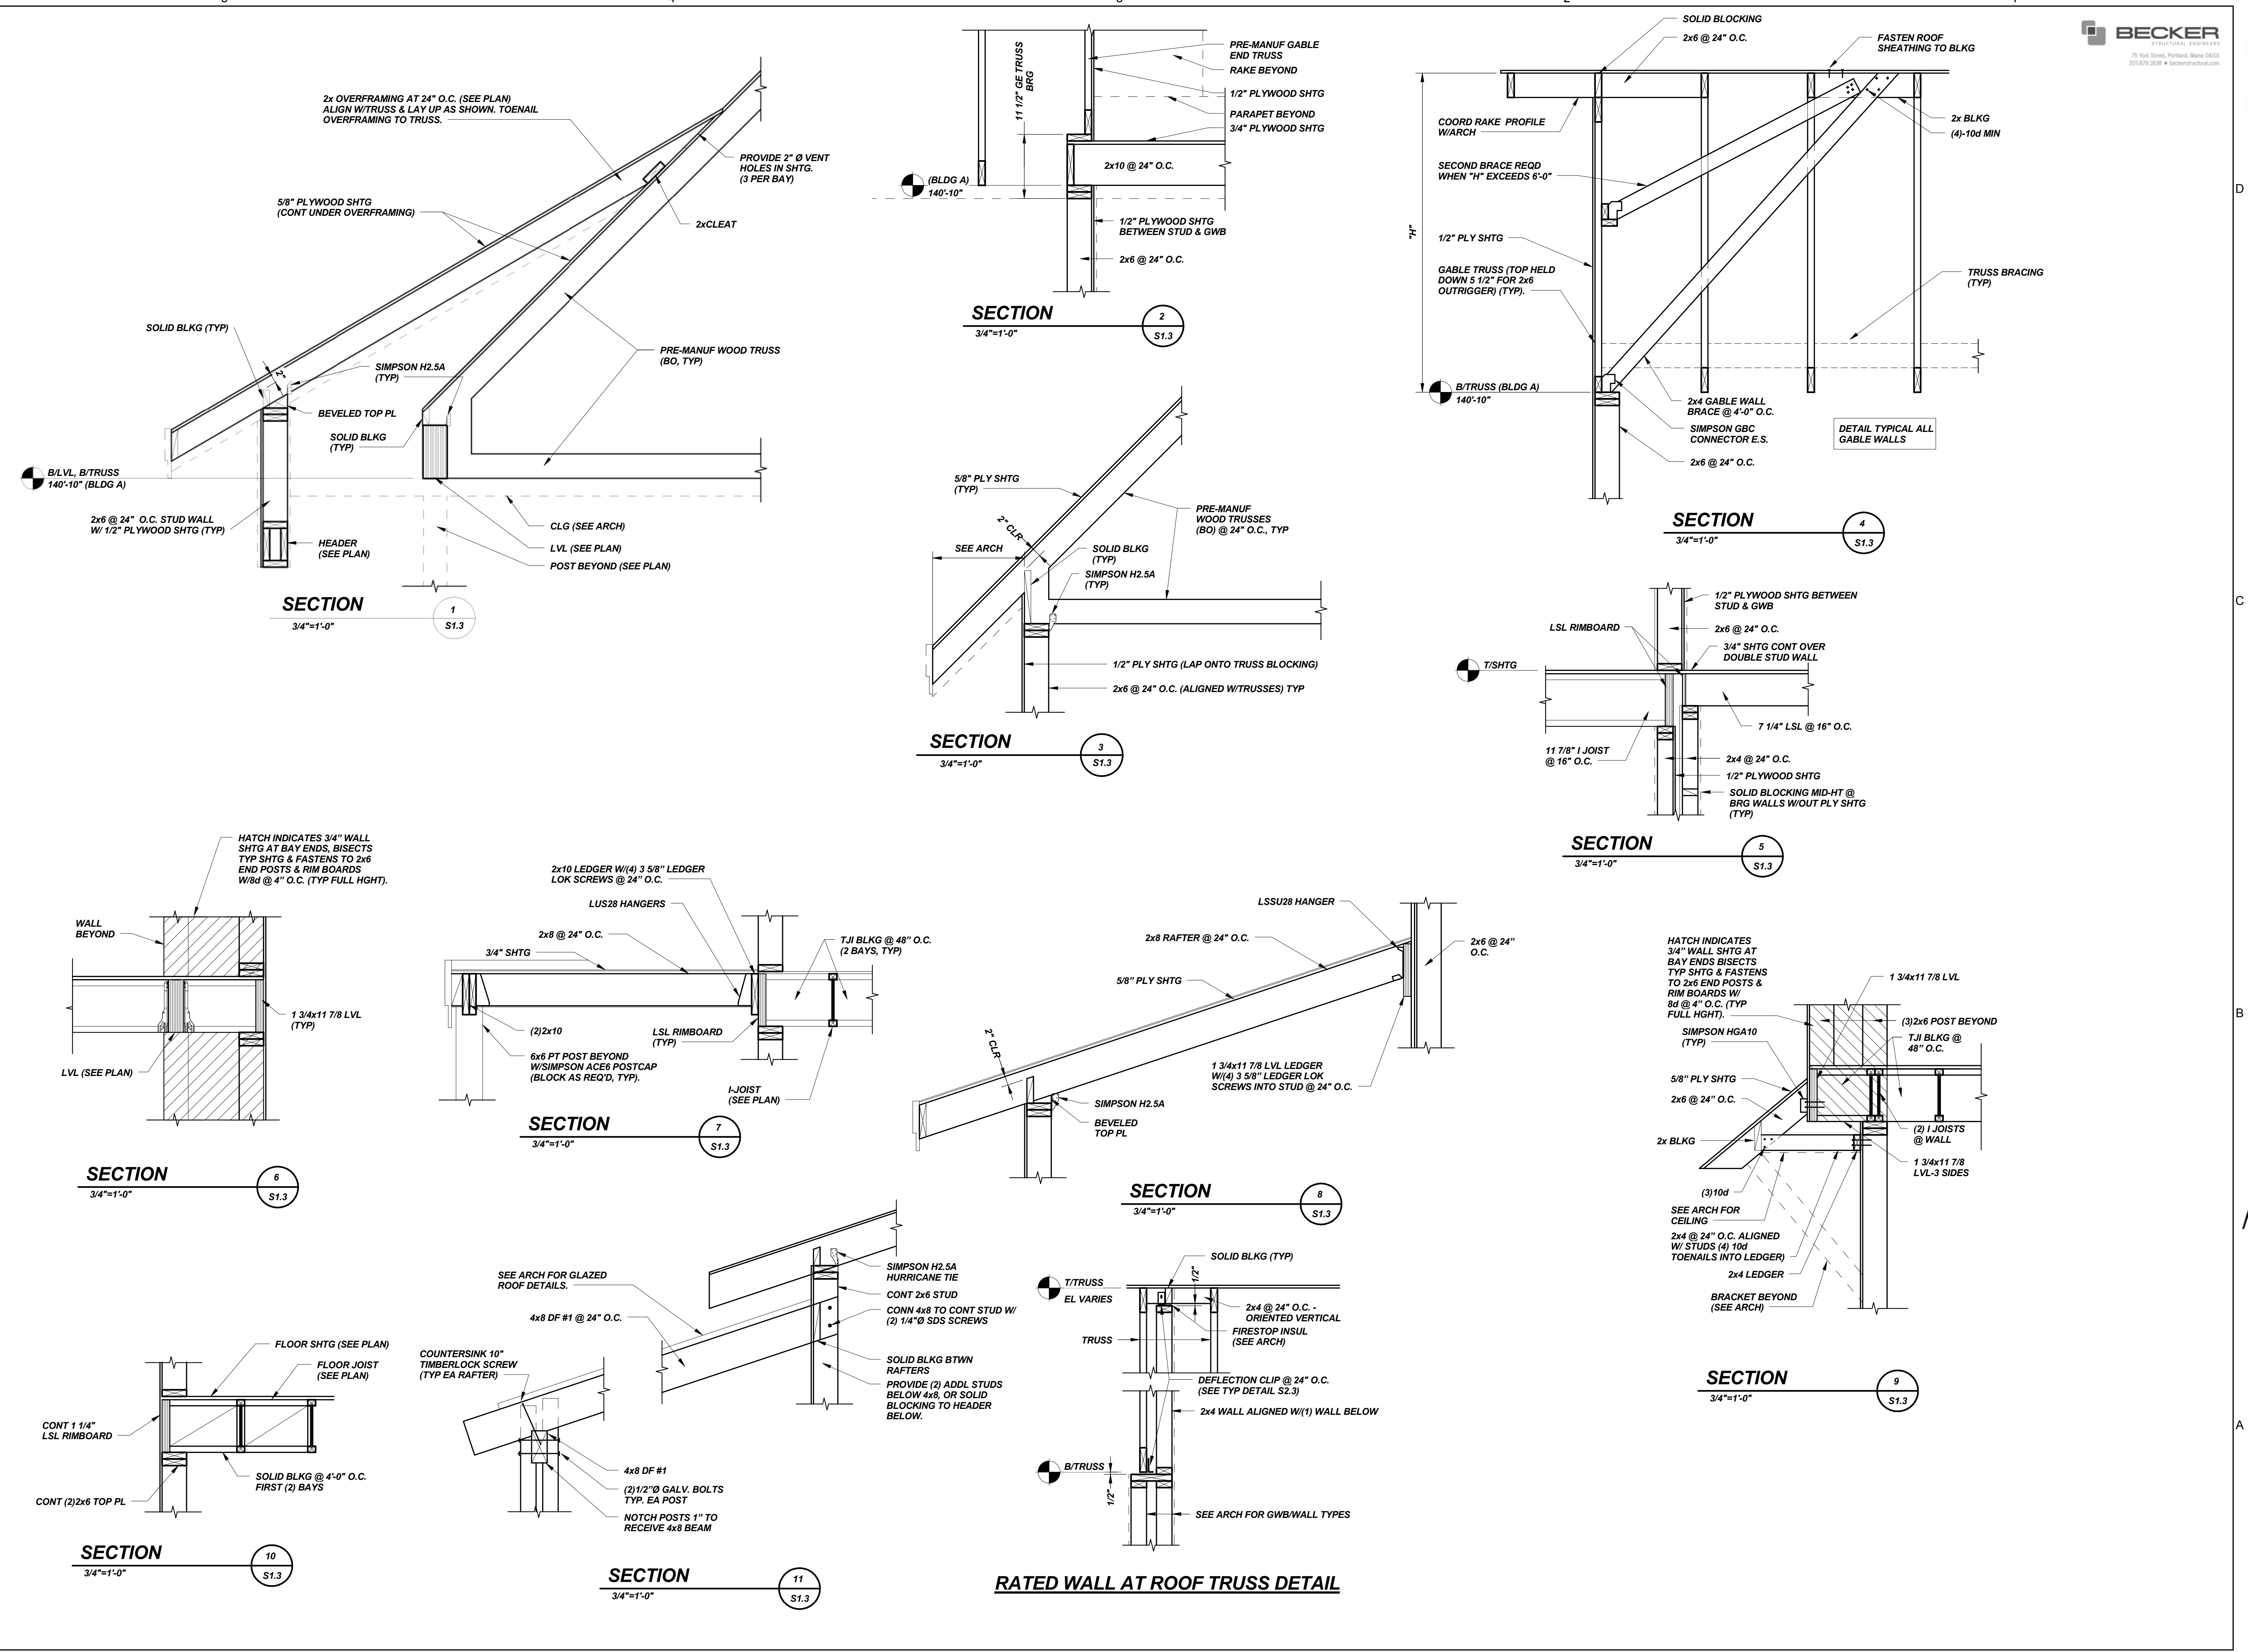 BECKER
STRUCTURAL ENGINEERS
75 York Street, Portland, Maine 04101
207.879.1838 ■ beckerstructural.com
D
C
B
A
2x OVERFRAMING AT 24" O.C. (SEE PLAN)
ALIGN W/TRUSS & LAY UP AS SHOWN. TOENAIL
OVERFRAMING TO TRUSS.
PROVIDE 2" Ø VENT
HOLES IN SHTG.
(3 PER BAY)
5/8" PLYWOOD SHTG
(CONT UNDER OVERFRAMING)
2xCLEAT
SOLID BLKG (TYP)
2"
SIMPSON H2.5A
(TYP)
PRE-MANUF WOOD TRUSS
(BO, TYP)
BEVELED TOP PL
SOLID BLKG
(TYP)
B/LVL, B/TRUSS
140'-10" (BLDG A)
2x6 @ 24" O.C. STUD WALL
W/ 1/2" PLYWOOD SHTG (TYP)
HEADER
(SEE PLAN)
CLG (SEE ARCH)
LVL (SEE PLAN)
POST BEYOND (SEE PLAN)
SECTION
3/4"=1'-0"
1
S1.3
11 1/2" GE TRUSS
BRG
PRE-MANUF GABLE
END TRUSS
RAKE BEYOND
1/2" PLYWOOD SHTG
PARAPET BEYOND
3/4" PLYWOOD SHTG
2x10 @ 24" O.C.
(BLDG A)
140'-10"
1/2" PLYWOOD SHTG
BETWEEN STUD & GWB
2x6 @ 24" O.C.
SECTION
3/4"=1'-0"
2
S1.3
5/8" PLY SHTG
(TYP)
PRE-MANUF
WOOD TRUSSES
(BO) @ 24" O.C., TYP
2" CLR
SEE ARCH
SOLID BLKG
(TYP)
SIMPSON H2.5A
(TYP)
1/2" PLY SHTG (LAP ONTO TRUSS BLOCKING)
2x6 @ 24" O.C. (ALIGNED W/TRUSSES) TYP
SECTION
3/4"=1'-0"
3
S1.3
SOLID BLOCKING
2x6 @ 24" O.C.
FASTEN ROOF
SHEATHING TO BLKG
COORD RAKE PROFILE
W/ARCH
2x BLKG
(4)-10d MIN
SECOND BRACE REQD
WHEN "H" EXCEEDS 6'-0"
"H"
1/2" PLY SHTG
GABLE TRUSS (TOP HELD
DOWN 5 1/2" FOR 2x6
OUTRIGGER) (TYP).
TRUSS BRACING
(TYP)
B/TRUSS (BLDG A)
140'-10"
2x4 GABLE WALL
BRACE @ 4'-0" O.C.
SIMPSON GBC
CONNECTOR E.S.
2x6 @ 24" O.C.
DETAIL TYPICAL ALL
GABLE WALLS
SECTION
3/4"=1'-0"
4
S1.3
1/2" PLYWOOD SHTG BETWEEN
STUD & GWB
LSL RIMBOARD
2x6 @ 24" O.C.
3/4" SHTG CONT OVER
DOUBLE STUD WALL
T/SHTG
7 1/4" LSL @ 16" O.C.
11 7/8" I JOIST
@ 16" O.C.
2x4 @ 24" O.C.
1/2" PLYWOOD SHTG
SOLID BLOCKING MID-HT @
BRG WALLS W/OUT PLY SHTG
(TYP)
SECTION
3/4"=1'-0"
5
S1.3
HATCH INDICATES 3/4" WALL
SHTG AT BAY ENDS, BISECTS
TYP SHTG & FASTENS TO 2x6
END POSTS & RIM BOARDS
W/8d @ 4" O.C. (TYP FULL HGHT).
WALL
BEYOND
1 3/4x11 7/8 LVL
(TYP)
LVL (SEE PLAN)
SECTION
3/4"=1'-0"
6
S1.3
2x10 LEDGER W/(4) 3 5/8" LEDGER
LOK SCREWS @ 24" O.C.
LUS28 HANGERS
2x8 @ 24" O.C.
3/4" SHTG
TJI BLKG @ 48" O.C.
(2 BAYS, TYP)
(2)2x10
LSL RIMBOARD
(TYP)
6x6 PT POST BEYOND
W/SIMPSON ACE6 POSTCAP
(BLOCK AS REQ'D, TYP).
I-JOIST
(SEE PLAN)
SECTION
3/4"=1'-0"
7
S1.3
LSSU28 HANGER
2x8 RAFTER @ 24" O.C.
2x6 @ 24"
O.C.
5/8" PLY SHTG
2" CLR
1 3/4x11 7/8 LVL LEDGER
W/(4) 3 5/8" LEDGER LOK
SCREWS INTO STUD @ 24" O.C.
SIMPSON H2.5A
BEVELED
TOP PL
SECTION
3/4"=1'-0"
8
S1.3
HATCH INDICATES
3/4" WALL SHTG AT
BAY ENDS BISECTS
TYP SHTG & FASTENS
TO 2x6 END POSTS &
RIM BOARDS W/
8d @ 4" O.C. (TYP
FULL HGHT).
1 3/4x11 7/8 LVL
(3)2x6 POST BEYOND
SIMPSON HGA10
(TYP)
TJI BLKG @
48" O.C.
5/8" PLY SHTG
2x6 @ 24" O.C.
2x BLKG
(2) I JOISTS
@ WALL
1 3/4x11 7/8
LVL-3 SIDES
(3)10d
SEE ARCH FOR
CEILING
2x4 @ 24" O.C. ALIGNED
W/ STUDS (4) 10d
TOENAILS INTO LEDGER)
2x4 LEDGER
BRACKET BEYOND
(SEE ARCH)
SECTION
3/4"=1'-0"
9
S1.3
FLOOR SHTG (SEE PLAN)
FLOOR JOIST
(SEE PLAN)
CONT 1 1/4"
LSL RIMBOARD
SOLID BLKG @ 4'-0" O.C.
FIRST (2) BAYS
CONT (2)2x6 TOP PL
SECTION
3/4"=1'-0"
10
S1.3
SEE ARCH FOR GLAZED
ROOF DETAILS.
4x8 DF #1 @ 24" O.C.
SIMPSON H2.5A
HURRICANE TIE
CONT 2x6 STUD
CONN 4x8 TO CONT STUD W/
(2) 1/4"Ø SDS SCREWS
COUNTERSINK 10"
TIMBERLOCK SCREW
(TYP EA RAFTER)
SOLID BLKG BTWN
RAFTERS
PROVIDE (2) ADDL STUDS
BELOW 4x8, OR SOLID
BLOCKING TO HEADER
BELOW.
4x8 DF #1
(2)1/2"Ø GALV. BOLTS
TYP. EA POST
NOTCH POSTS 1" TO
RECEIVE 4x8 BEAM
SECTION
3/4"=1'-0"
11
S1.3
SOLID BLKG (TYP)
T/TRUSS
EL VARIES
1/2"
2x4 @ 24" O.C. -
ORIENTED VERTICAL
FIRESTOP INSUL
(SEE ARCH)
TRUSS
DEFLECTION CLIP @ 24" O.C.
(SEE TYP DETAIL S2.3)
2x4 WALL ALIGNED W/(1) WALL BELOW
B/TRUSS
1/2"
SEE ARCH FOR GWB/WALL TYPES
RATED WALL AT ROOF TRUSS DETAIL